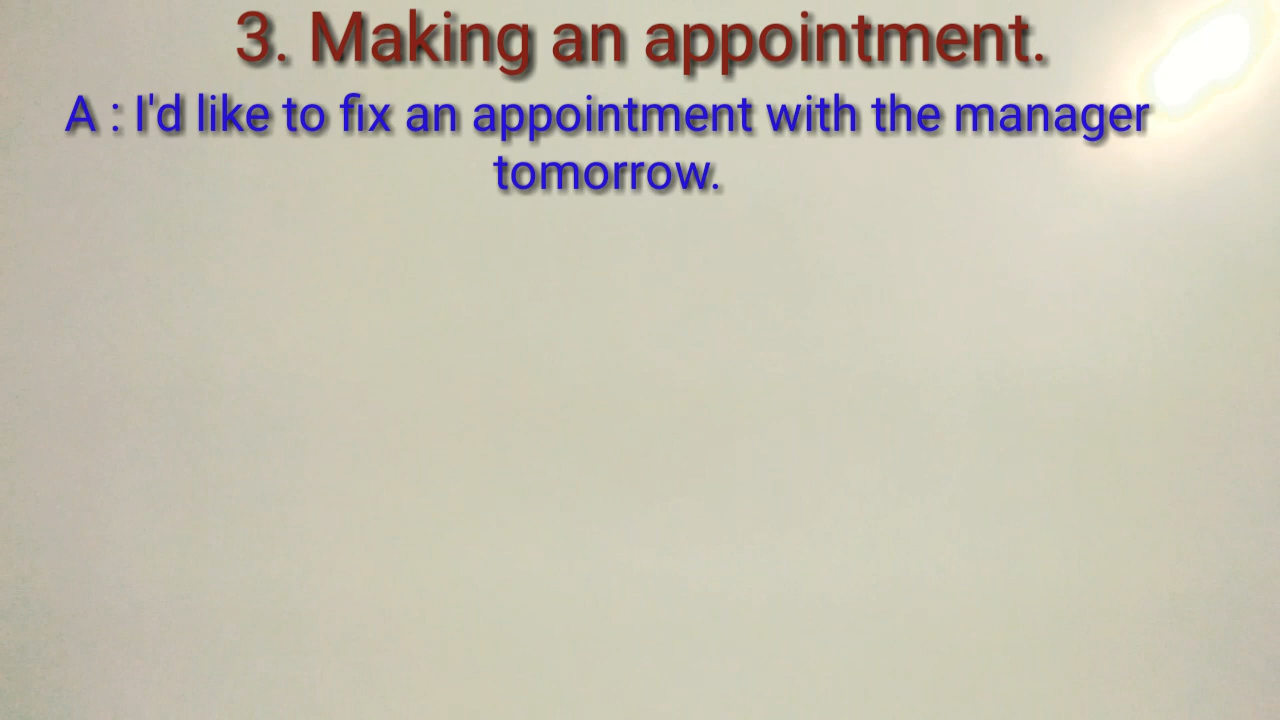 3. Making an appointment.
A : I'd like to fix an appointment with the manager
tomorrow.